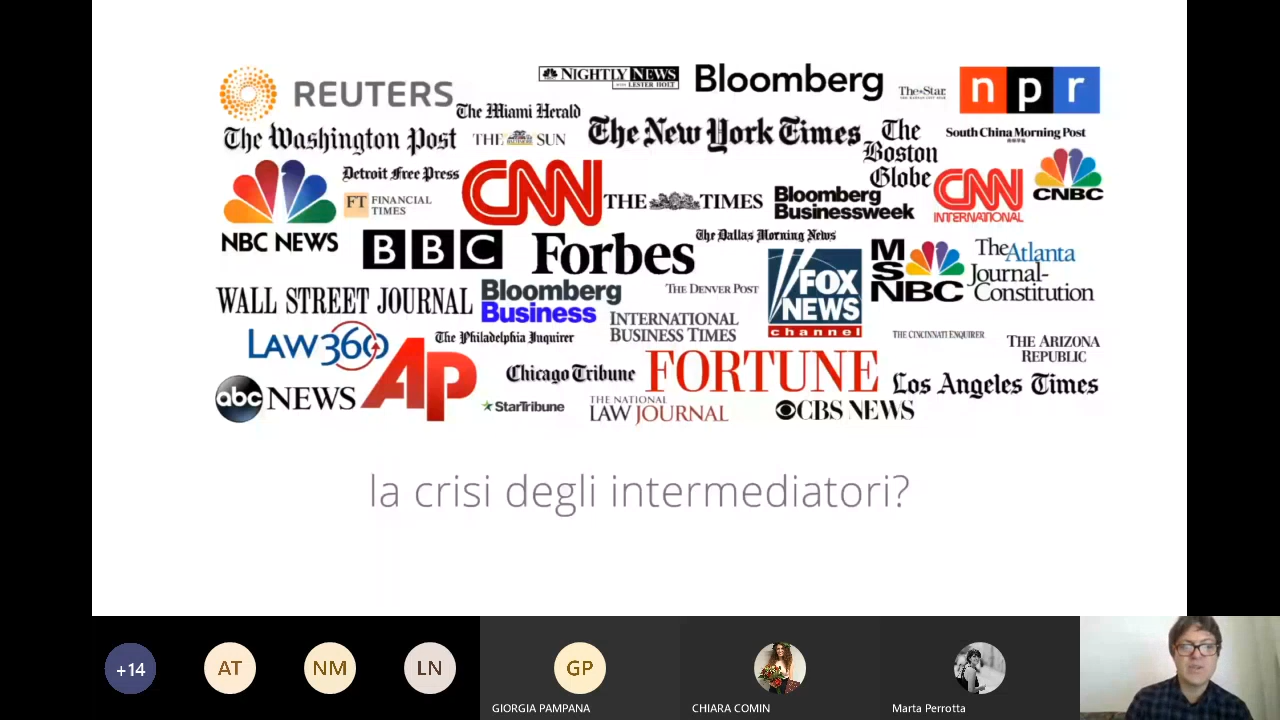 REUTERS
NIGHTLY NEWS
WITH LESTER HOLT
Bloomberg
The Star
npr
The Miami Herald
The Washington Post
THE SUN
The New York Times
The Boston Globe
South China Morning Post
NBC NEWS
Detroit Free Press
FT FINANCIAL TIMES
CNN
THE TIMES
Bloomberg Businessweek
CNN INTERNATIONAL
CNBC
BBC
Forbes
The Dallas Morning News
FOX NEWS channel
MSNBC
The Atlanta Journal-Constitution
WALL STREET JOURNAL
Bloomberg Business
THE DENVER POST
INTERNATIONAL BUSINESS TIMES
LAW360
The Philadelphia Inquirer
THE CINCINNATI ENQUIRER
THE ARIZONA REPUBLIC
abc NEWS
AP
Chicago Tribune
FORTUNE
Los Angeles Times
StarTribune
THE NATIONAL LAW JOURNAL
CBS NEWS
la crisi degli intermediatori?
+14
AT
NM
LN
GP
GIORGIA PAMPANA
CHIARA COMIN
Marta Perrotta